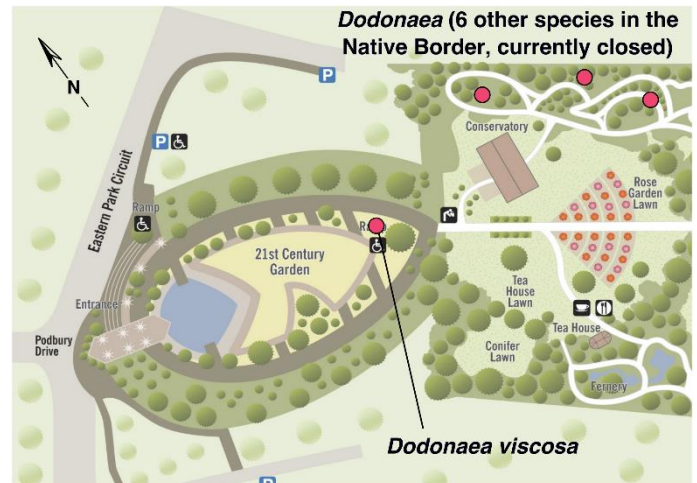 Dodonaea (6 other species in the
Native Border, currently closed)
N
P
P
Eastern Park Circuit
Ramp
Conservatory
Rose
Garden
Lawn
21st Century
Garden
Entrance
Podbury
Drive
Tea
House
Lawn
Tea House
Conifer
Lawn
Fernery
Dodonaea viscosa
P